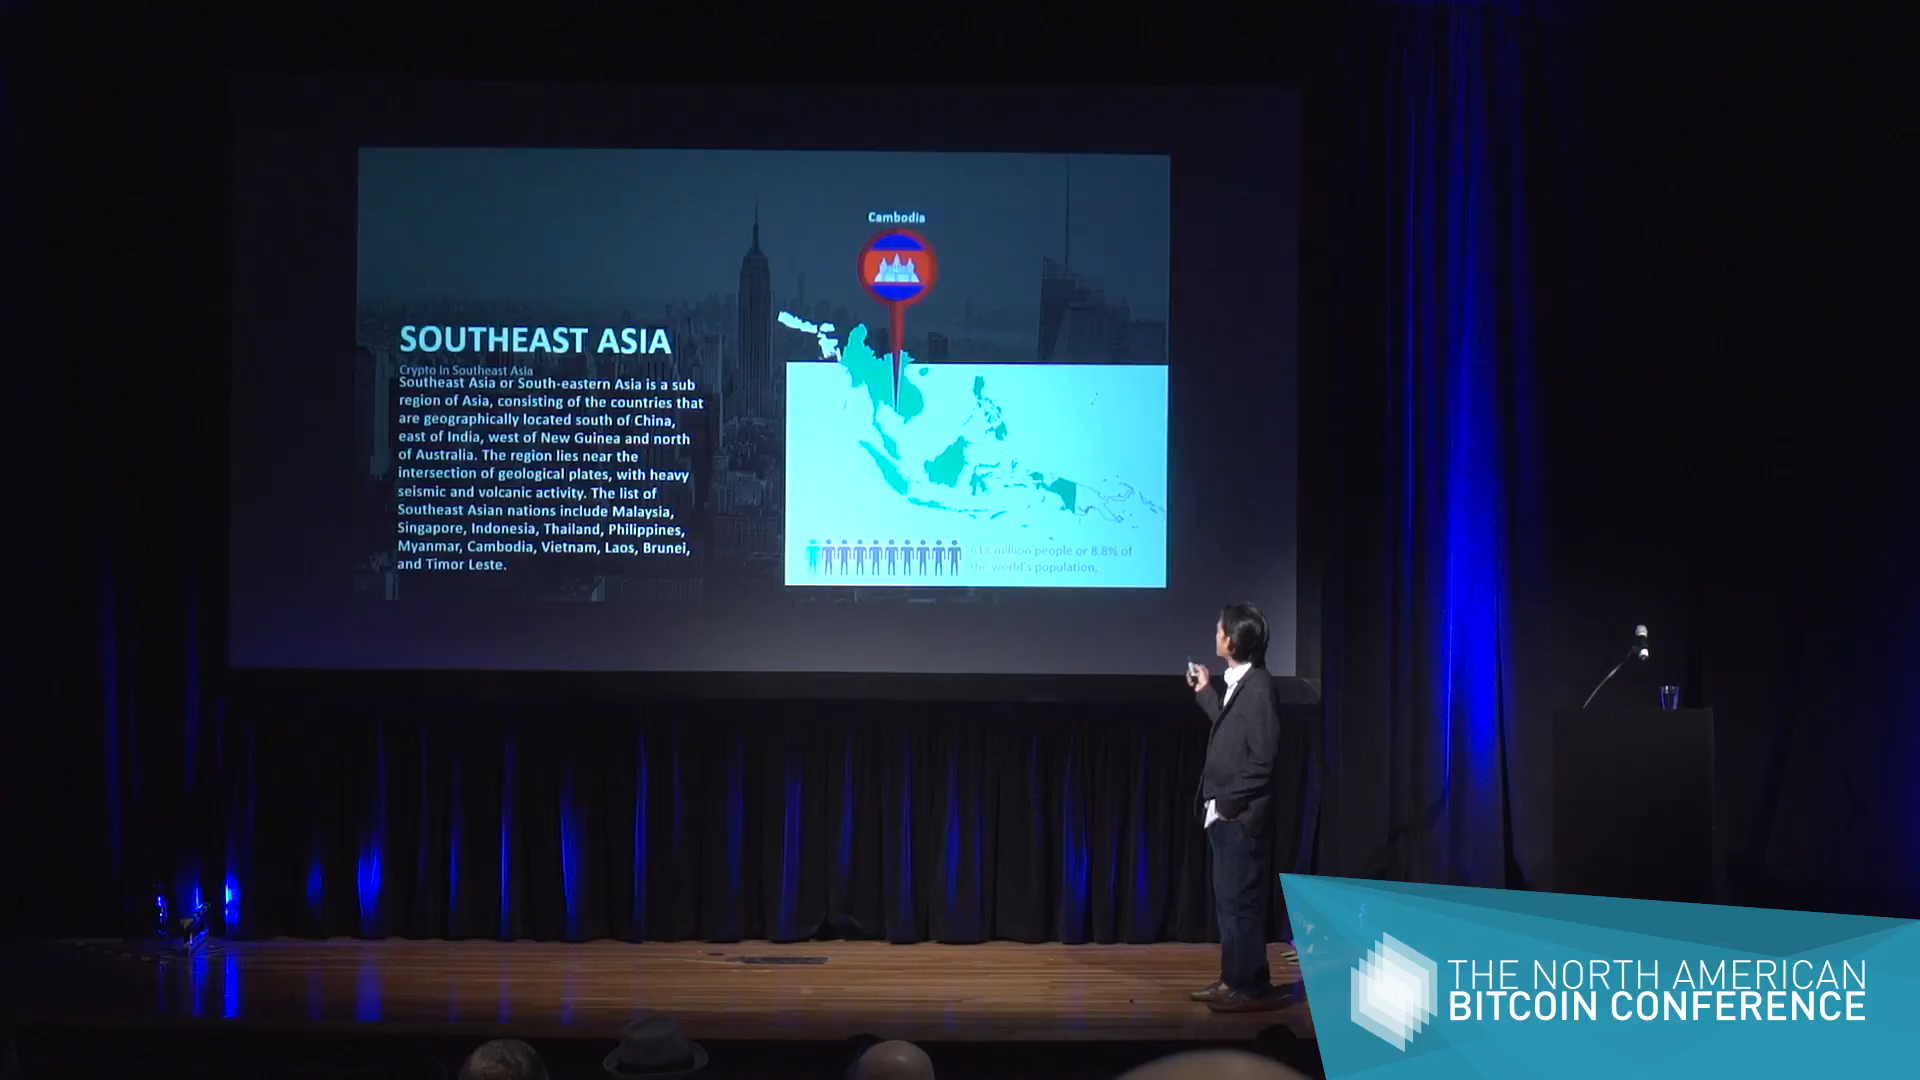 Cambodia
SOUTHEAST ASIA
Crypto In Southeast Asia
Southeast Asia or South-eastern Asia is a sub
region of Asia, consisting of the countries that
are geographically located south of China,
east of India, west of New Guinea and north
of Australia. The region lies near the
intersection of geological plates, with heavy
seismic and volcanic activity. The list of
Southeast Asian nations include Malaysia,
Singapore, Indonesia, Thailand, Philippines,
Myanmar, Cambodia, Vietnam, Laos, Brunei,
and Timor Leste.
618 million people or 8.8% of
the world's population.
THE NORTH AMERICAN
BITCOIN CONFERENCE